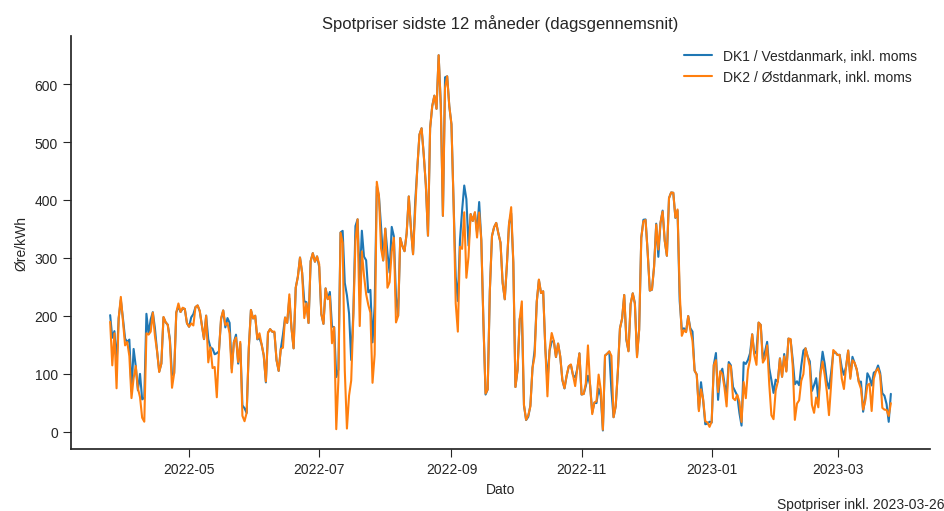 Spotpriser sidste 12 måneder (dagsgennemsnit)
DK1 / Vestdanmark, inkl. moms
DK2 / Østdanmark, inkl. moms
Øre/kWh
600
500
400
300
200
100
0
2022-05 2022-07 2022-09 2022-11 2023-01 2023-03
Dato
Spotpriser inkl. 2023-03-26